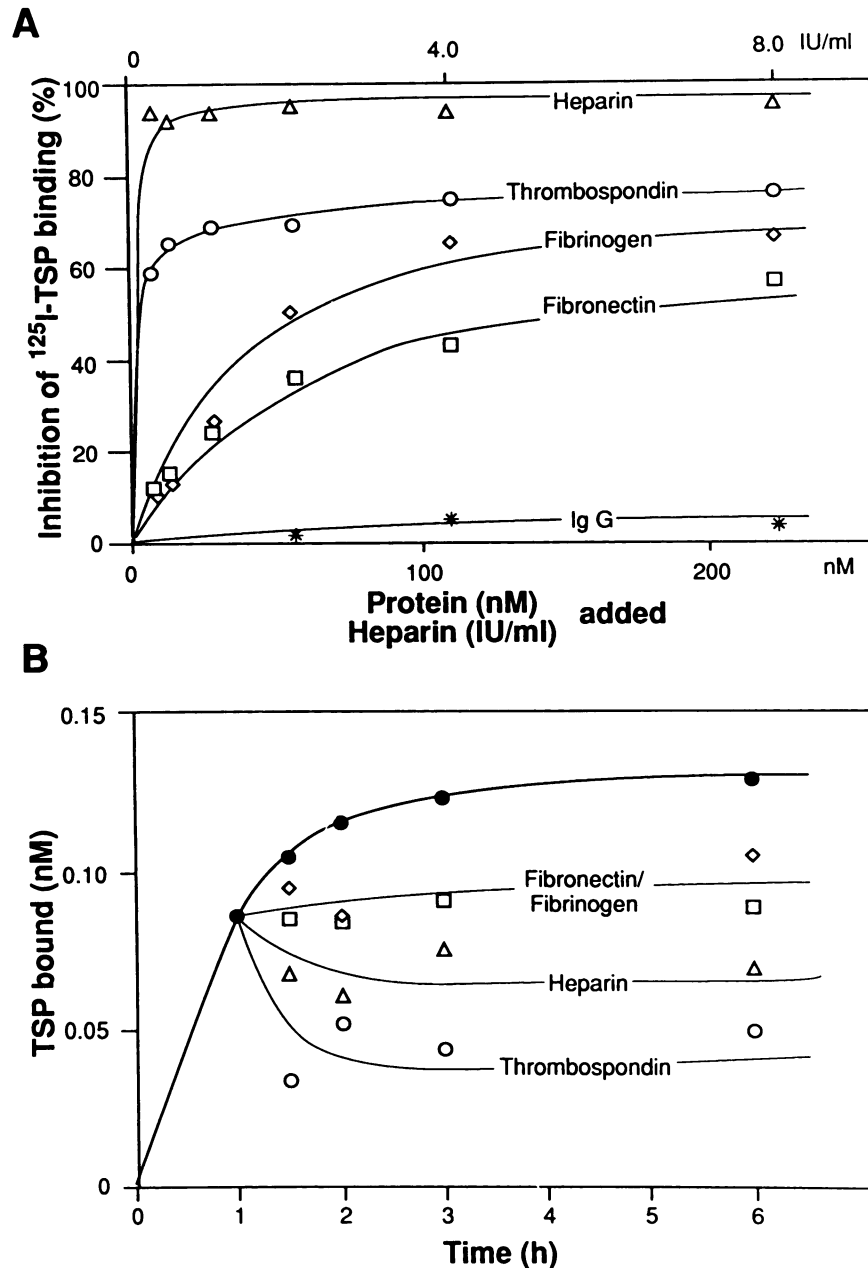 A
0 4.0 8.0 IU/ml
Inhibition of ¹²⁵I-TSP binding (%)
100
80
60
40
20
0
Heparin
Thrombospondin
Fibrinogen
Fibronectin
Ig G
0 100 200 nM
Protein (nM)
Heparin (IU/ml)
added
B
TSP bound (nM)
0.15
0.10
0.05
0
Fibronectin/
Fibrinogen
Heparin
Thrombospondin
0 1 2 3 4 5 6
Time (h)